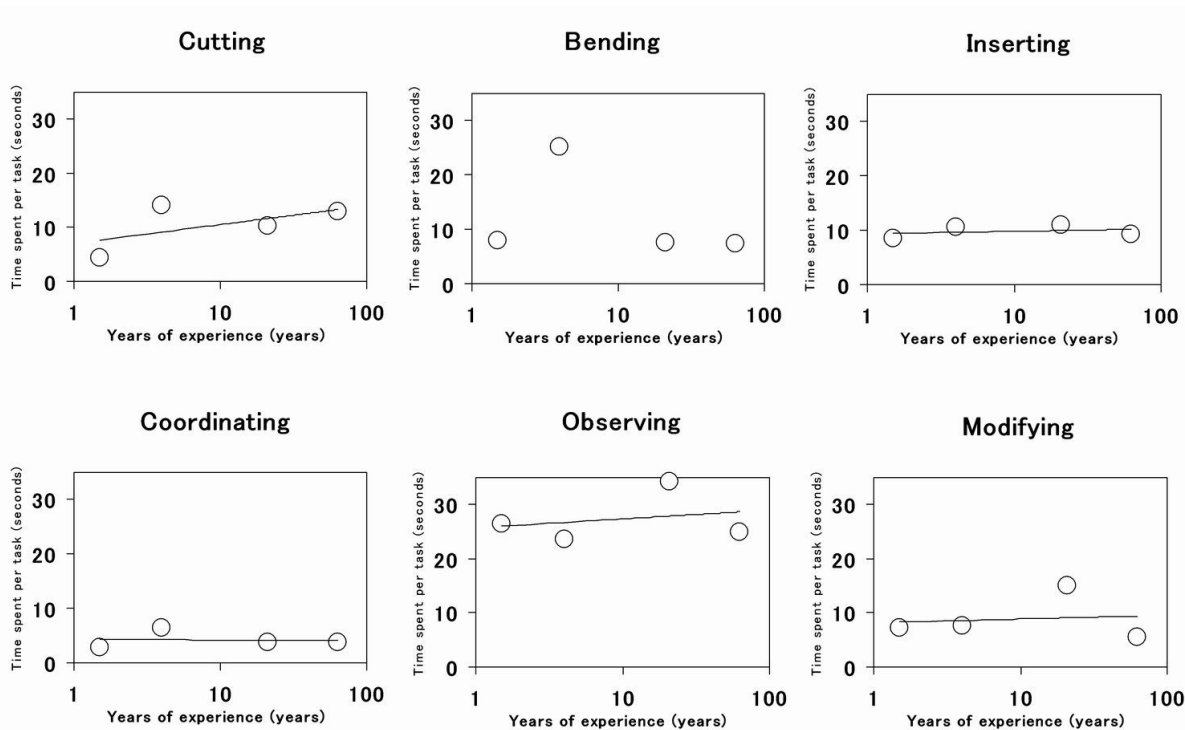 Cutting
Time spent per task (seconds)
30
20
10
0
1 10 100
Years of experience (years)
Bending
Time spent per task (seconds)
30
20
10
0
1 10 100
Years of experience (years)
Inserting
Time spent per task (seconds)
30
20
10
0
1 10 100
Years of experience (years)
Coordinating
Time spent per task (seconds)
30
20
10
0
1 10 100
Years of experience (years)
Observing
Time spent per task (seconds)
30
20
10
0
1 10 100
Years of experience (years)
Modifying
Time spent per task (seconds)
30
20
10
0
1 10 100
Years of experience (years)